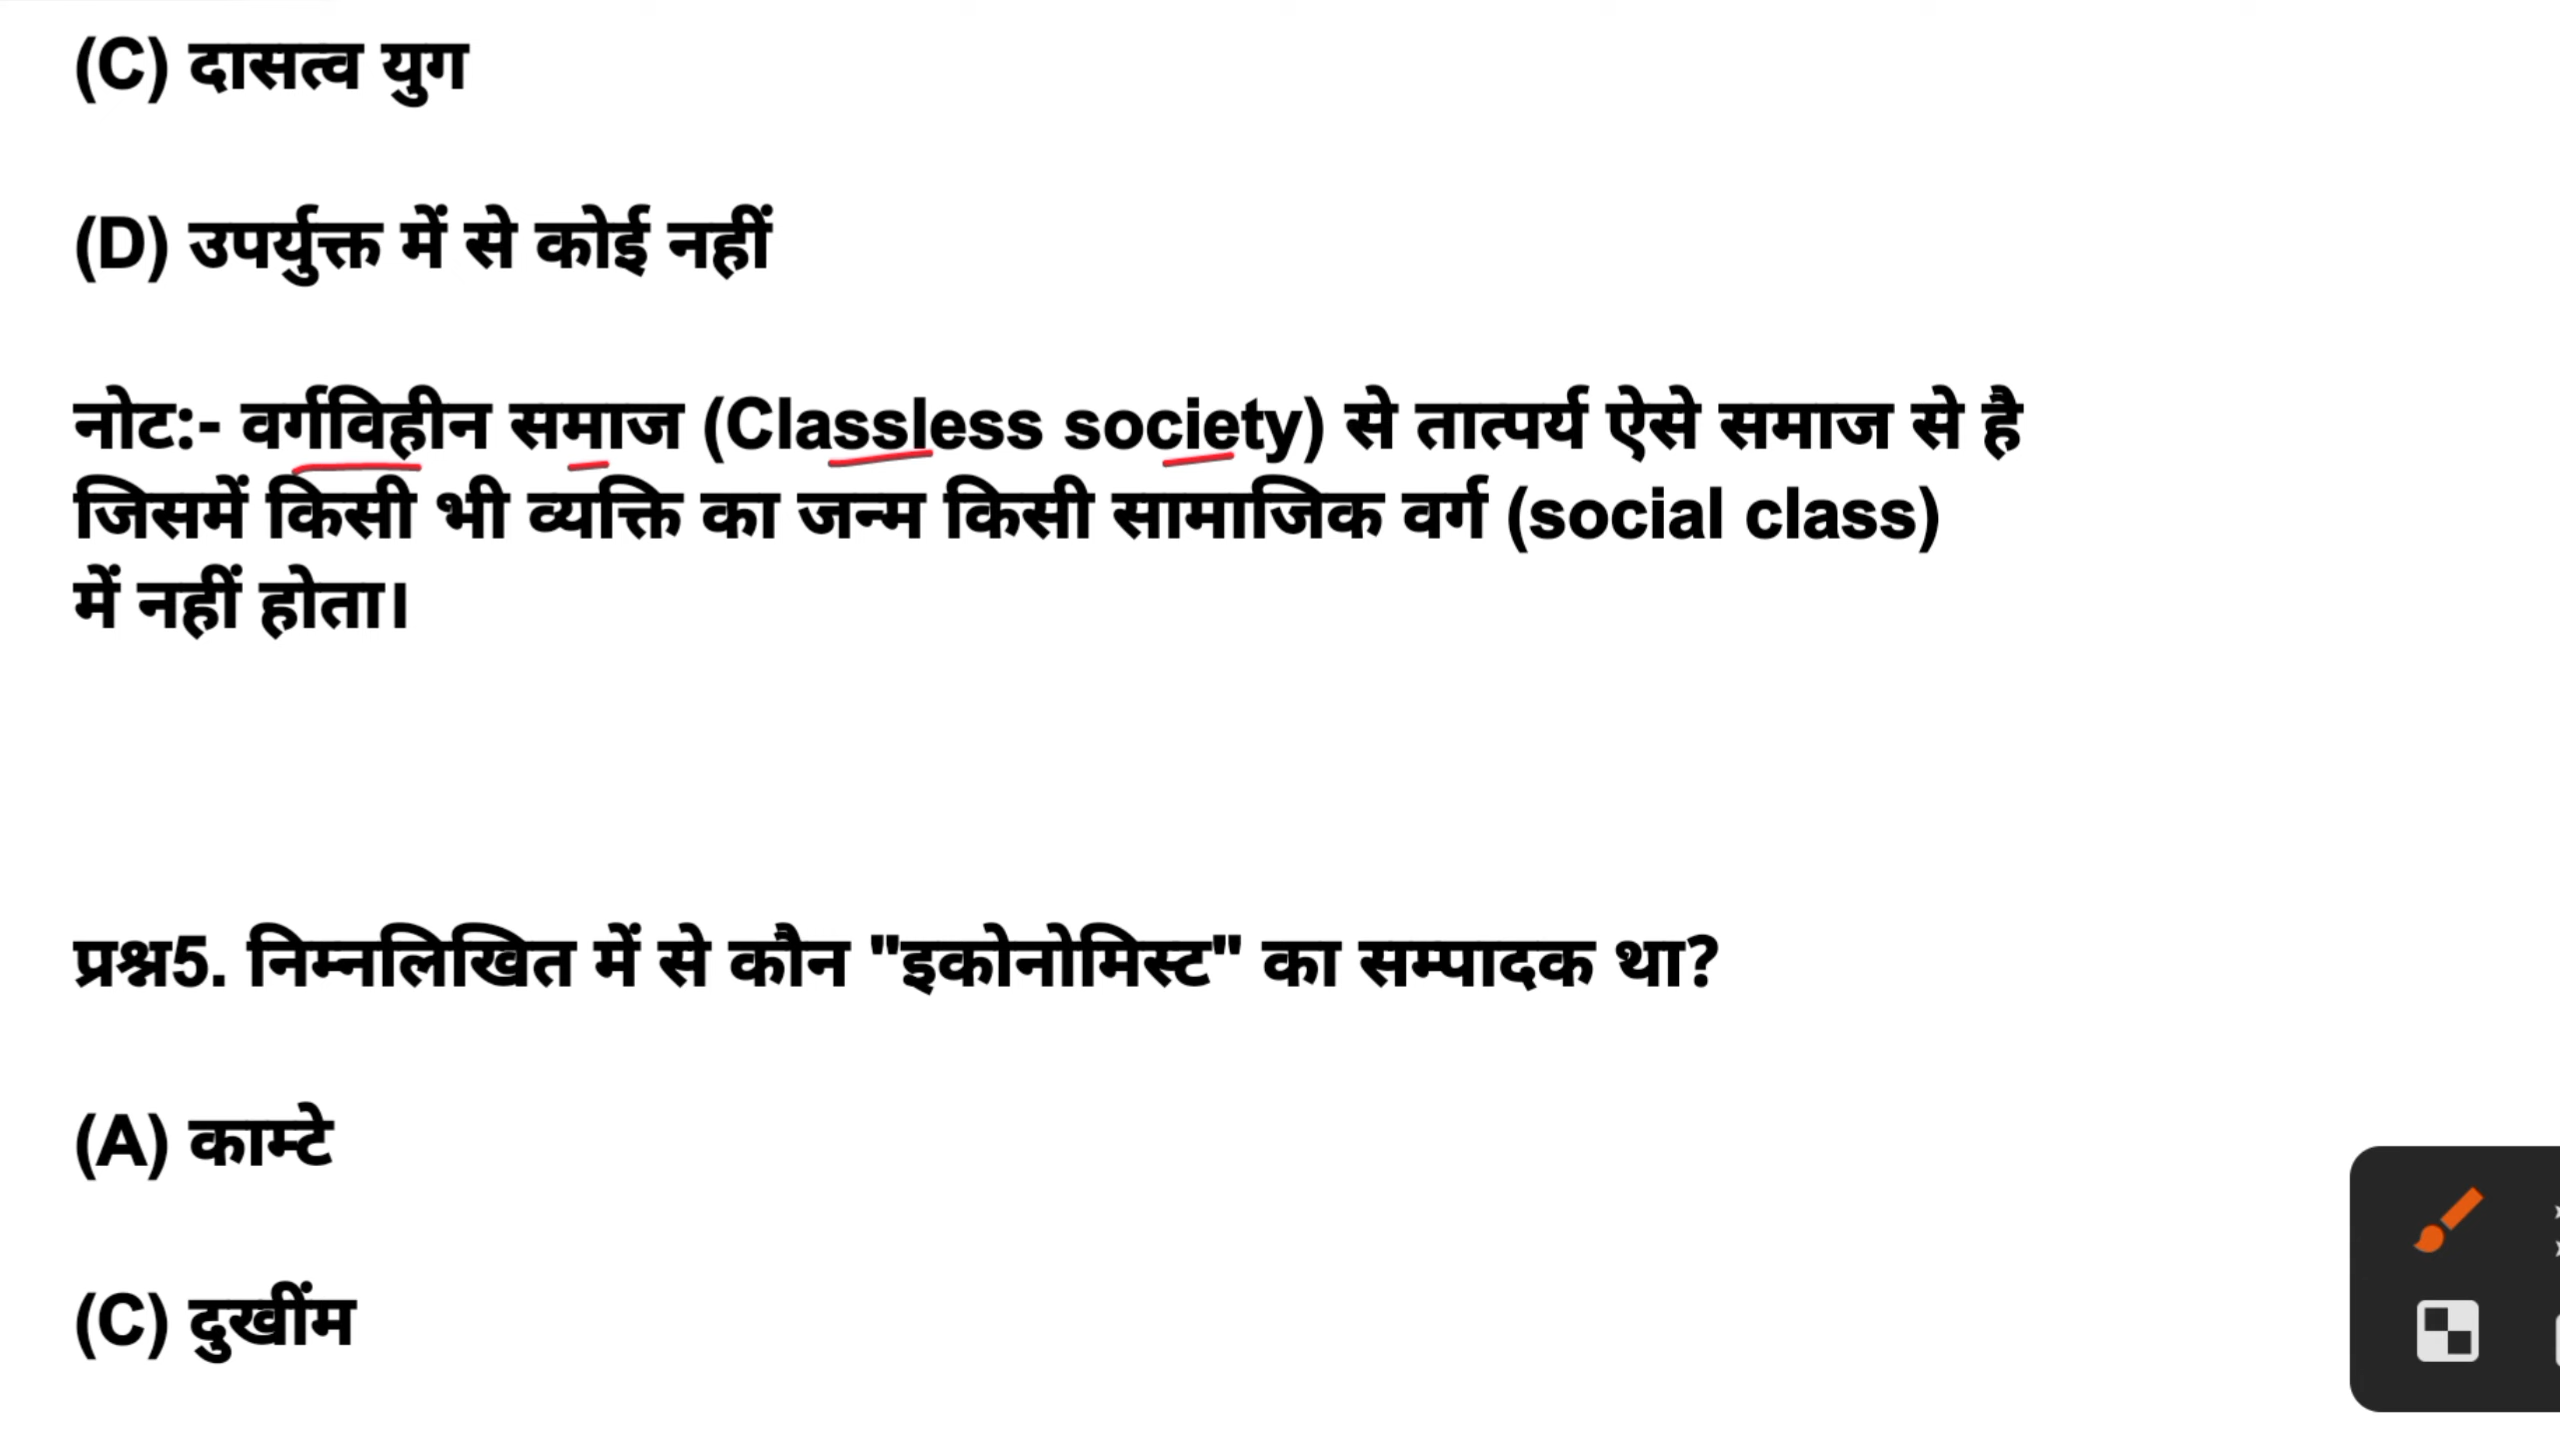 (C) दासत्व युग
(D) उपर्युक्त में से कोई नहीं
नोट:- वर्गविहीन समाज (Classless society) से तात्पर्य ऐसे समाज से है
जिसमें किसी भी व्यक्ति का जन्म किसी सामाजिक वर्ग (social class)
में नहीं होता।
प्रश्न5. निम्नलिखित में से कौन "इकोनोमिस्ट" का सम्पादक था?
(A) काम्टे
(C) दुखींम